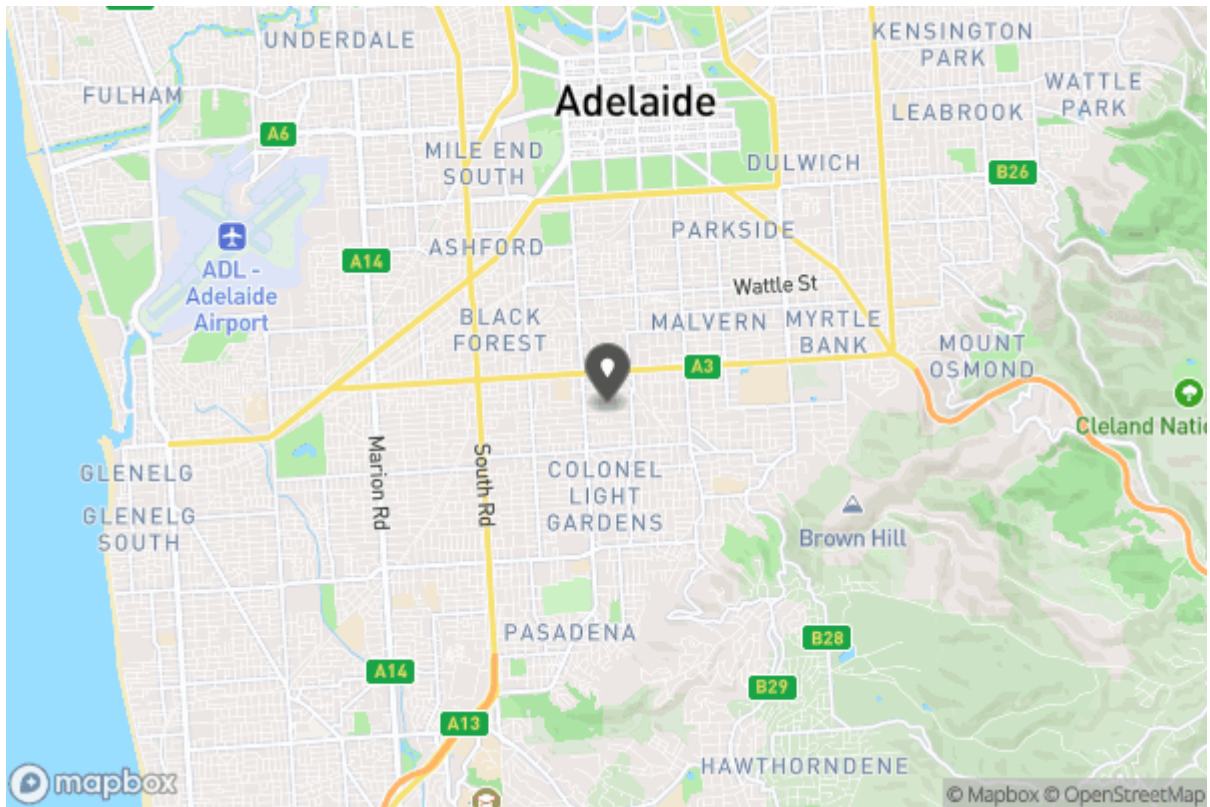 UNDERDALE
KENSINGTON
PARK
FULHAM
Adelaide
WATTLE
PARK
LEABROOK
A6
MILE END
SOUTH
DULWICH
B26
PARKSIDE
ASHFORD
A14
ADL -
Adelaide
Airport
Wattle St
BLACK
FOREST
MALVERN
MYRTLE
BANK
MOUNT
OSMOND
A3
Cleland Natio
Marion Rd
South Rd
GLENELG
COLONEL
LIGHT
GARDENS
GLENELG
SOUTH
Brown Hill
PASADENA
B28
A14
B29
A13
HAWTHORNDENE
mapbox
© Mapbox © OpenStreetMap